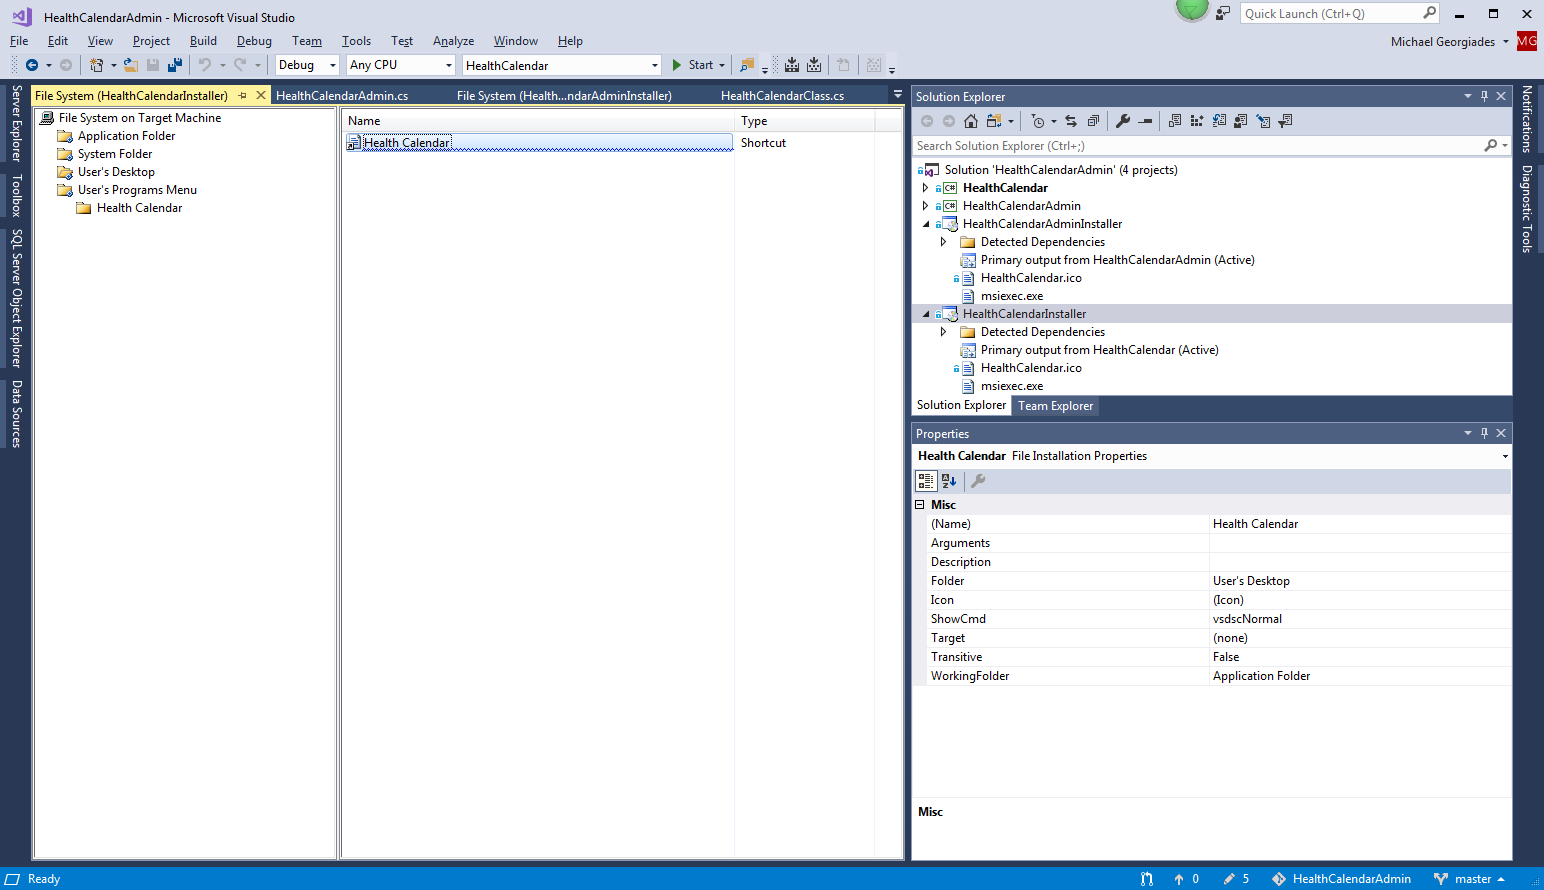 HealthCalendarAdmin - Microsoft Visual Studio
Quick Launch (Ctrl+Q)
File Edit View Project Build Debug Team Tools Test Analyze Window Help
Michael Georgiades MG
Debug Any CPU HealthCalendar Start
Server Explorer
Toolbox
SQL Server Object Explorer
Data Sources
File System (HealthCalendarInstaller) HealthCalendarAdmin.cs File System (Health...ndarAdminInstaller) HealthCalendarClass.cs
File System on Target Machine
Application Folder
System Folder
User's Desktop
User's Programs Menu
Health Calendar
Name Type
Health Calendar Shortcut
Solution Explorer
Search Solution Explorer (Ctrl+;)
Solution 'HealthCalendarAdmin' (4 projects)
C# HealthCalendar
C# HealthCalendarAdmin
HealthCalendarAdminInstaller
Detected Dependencies
Primary output from HealthCalendarAdmin (Active)
HealthCalendar.ico
msiexec.exe
HealthCalendarInstaller
Detected Dependencies
Primary output from HealthCalendar (Active)
HealthCalendar.ico
msiexec.exe
Solution Explorer Team Explorer
Properties
Health Calendar File Installation Properties
Misc
(Name) Health Calendar
Arguments
Description
Folder User's Desktop
Icon (Icon)
ShowCmd vsdscNormal
Target (none)
Transitive False
WorkingFolder Application Folder
Misc
Notifications
Diagnostic Tools
Ready 0 5 HealthCalendarAdmin master